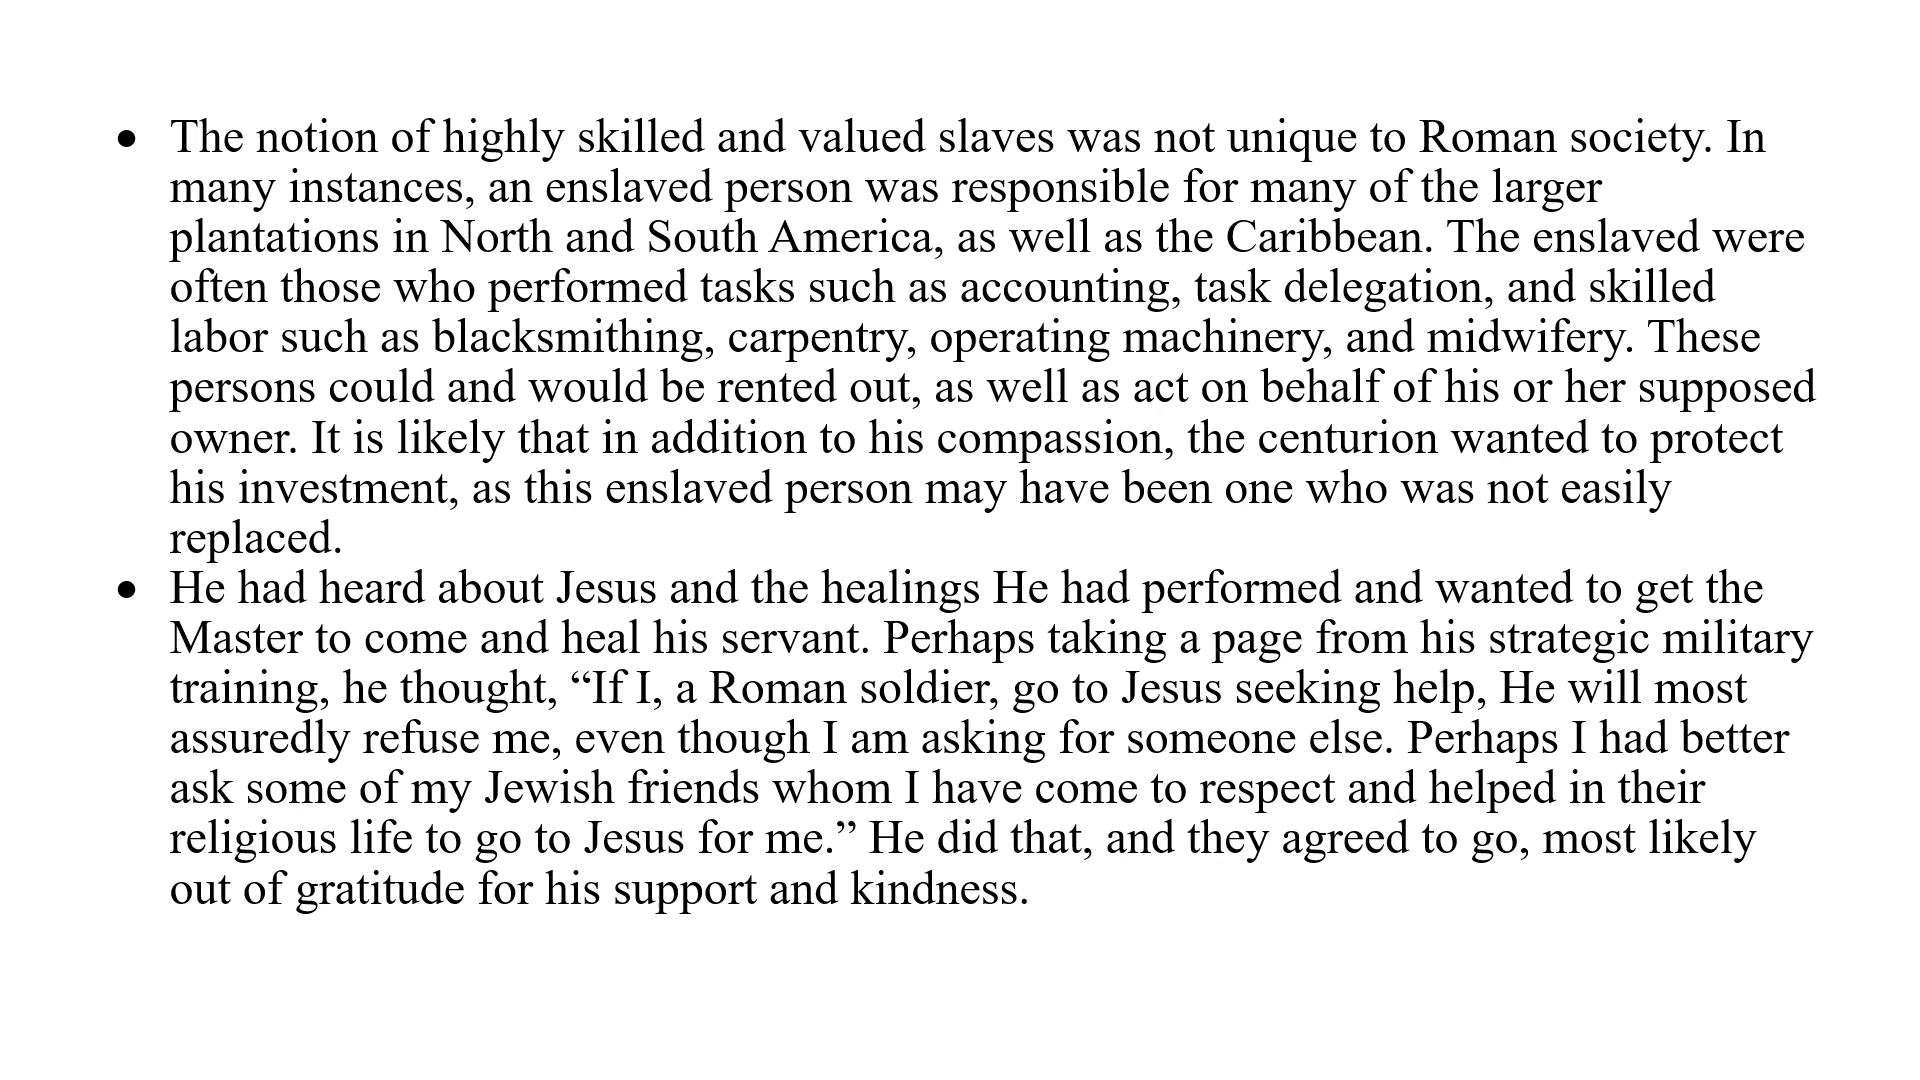 • The notion of highly skilled and valued slaves was not unique to Roman society. In
many instances, an enslaved person was responsible for many of the larger
plantations in North and South America, as well as the Caribbean. The enslaved were
often those who performed tasks such as accounting, task delegation, and skilled
labor such as blacksmithing, carpentry, operating machinery, and midwifery. These
persons could and would be rented out, as well as act on behalf of his or her supposed
owner. It is likely that in addition to his compassion, the centurion wanted to protect
his investment, as this enslaved person may have been one who was not easily
replaced.
• He had heard about Jesus and the healings He had performed and wanted to get the
Master to come and heal his servant. Perhaps taking a page from his strategic military
training, he thought, “If I, a Roman soldier, go to Jesus seeking help, He will most
assuredly refuse me, even though I am asking for someone else. Perhaps I had better
ask some of my Jewish friends whom I have come to respect and helped in their
religious life to go to Jesus for me.” He did that, and they agreed to go, most likely
out of gratitude for his support and kindness.